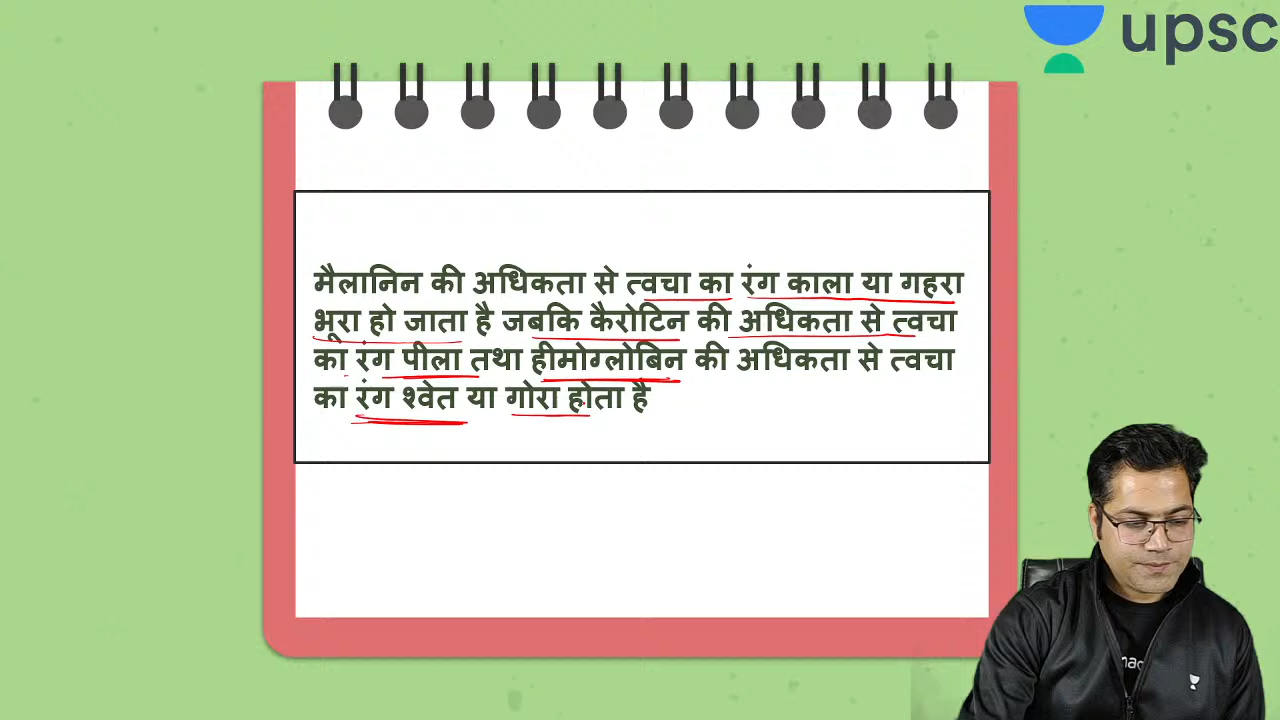 upsc
मैलानिन की अधिकता से त्वचा का रंग काला या गहरा
भूरा हो जाता है जबकि कैरोटिन की अधिकता से त्वचा
का रंग पीला तथा हीमोग्लोबिन की अधिकता से त्वचा
का रंग श्वेत या गोरा होता है